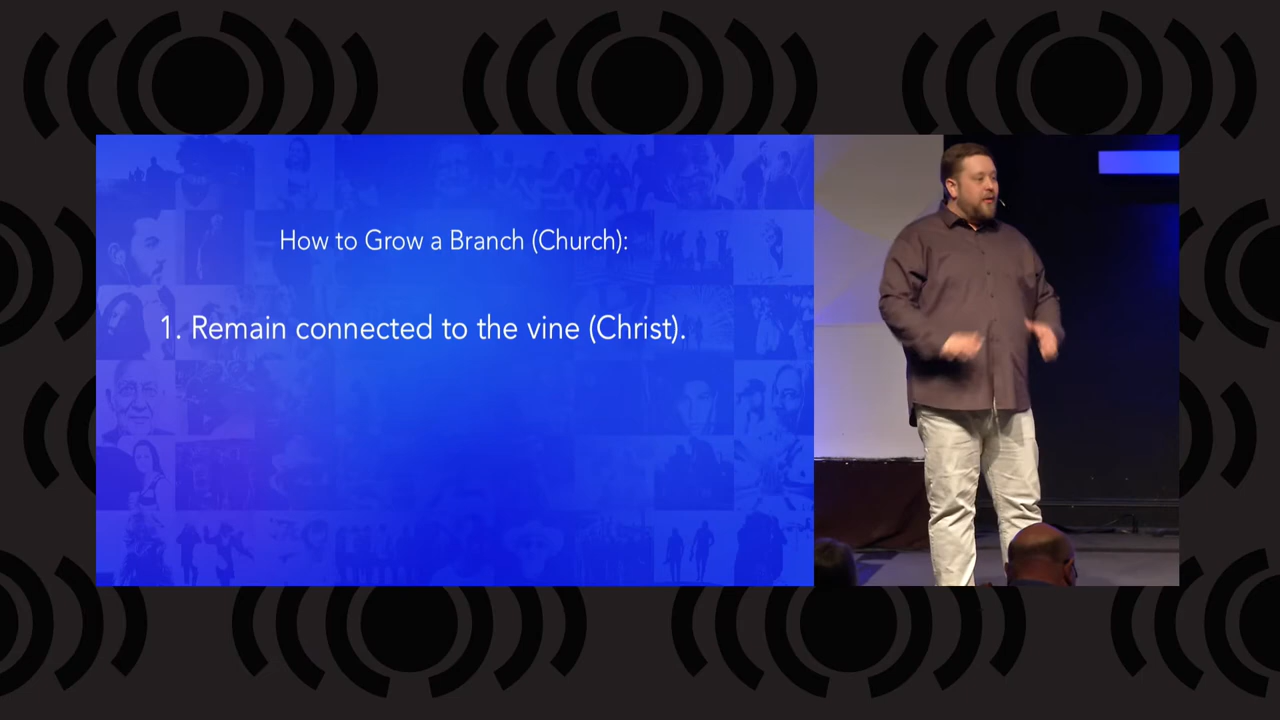 How to Grow a Branch (Church):
1. Remain connected to the vine (Christ).